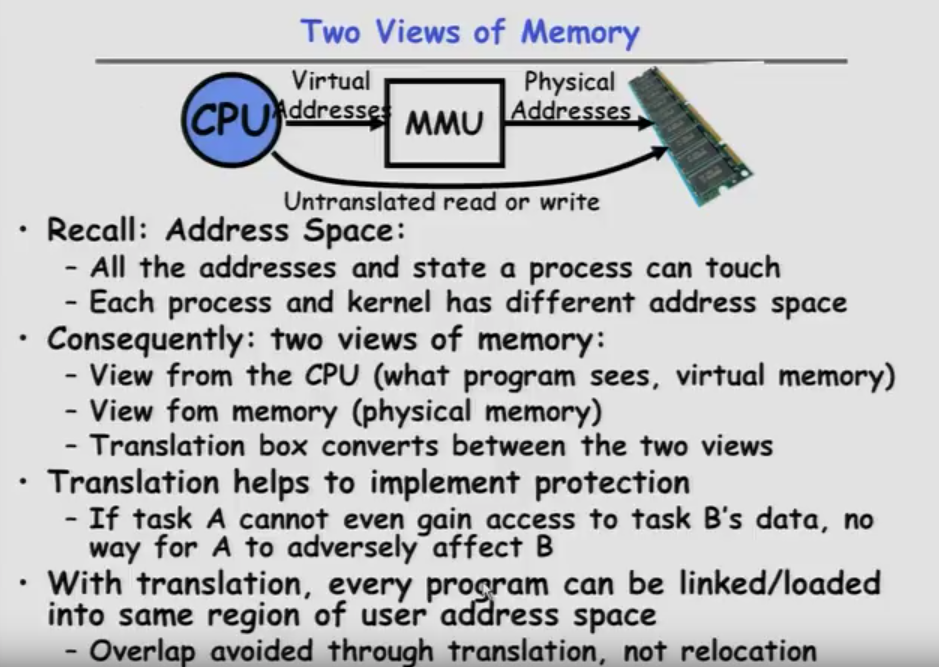 Two Views of Memory
Virtual
Addresses
Physical
Addresses
CPU
MMU
Untranslated read or write
• Recall: Address Space:
– All the addresses and state a process can touch
– Each process and kernel has different address space
• Consequently: two views of memory:
– View from the CPU (what program sees, virtual memory)
– View fom memory (physical memory)
– Translation box converts between the two views
• Translation helps to implement protection
– If task A cannot even gain access to task B's data, no
way for A to adversely affect B
• With translation, every program can be linked/loaded
into same region of user address space
– Overlap avoided through translation, not relocation